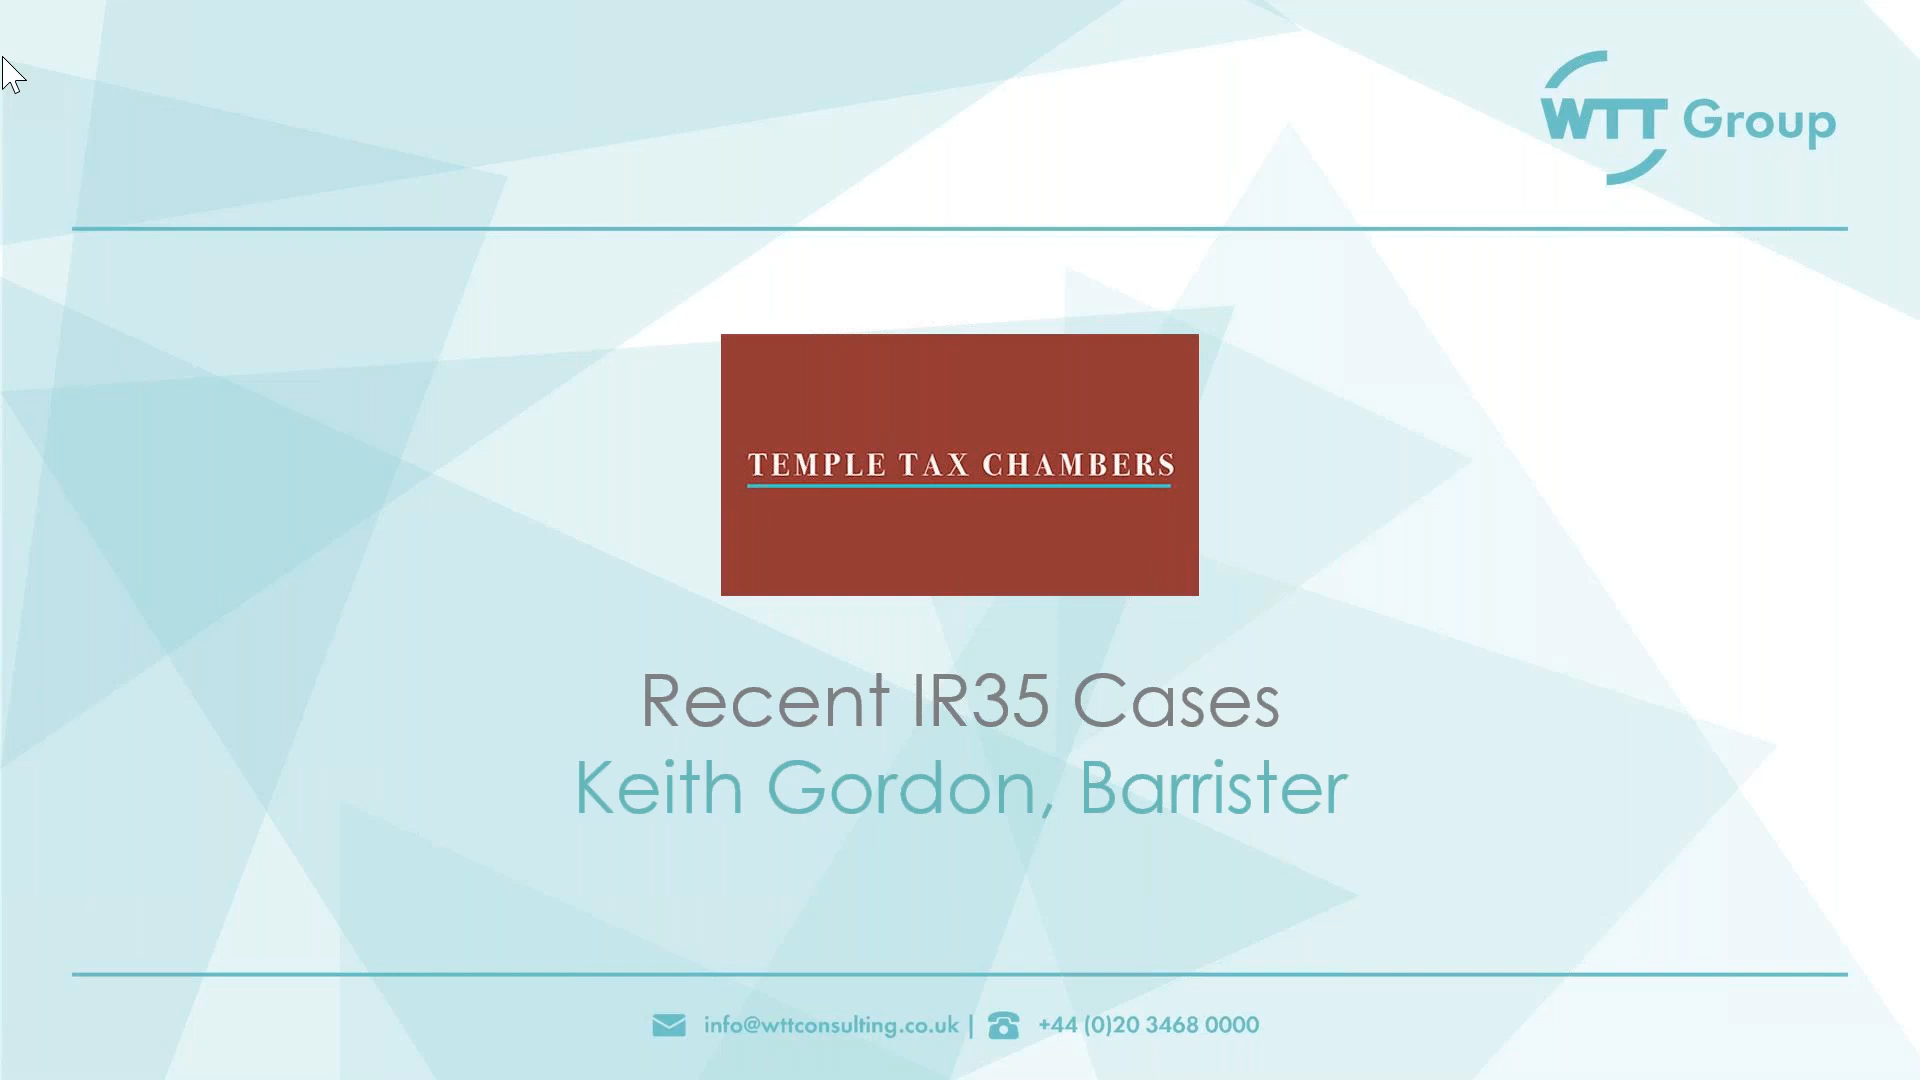 WTT Group
TEMPLE TAX CHAMBERS
Recent IR35 Cases
Keith Gordon, Barrister
info@wttconsulting.co.uk | +44 (0)20 3468 0000